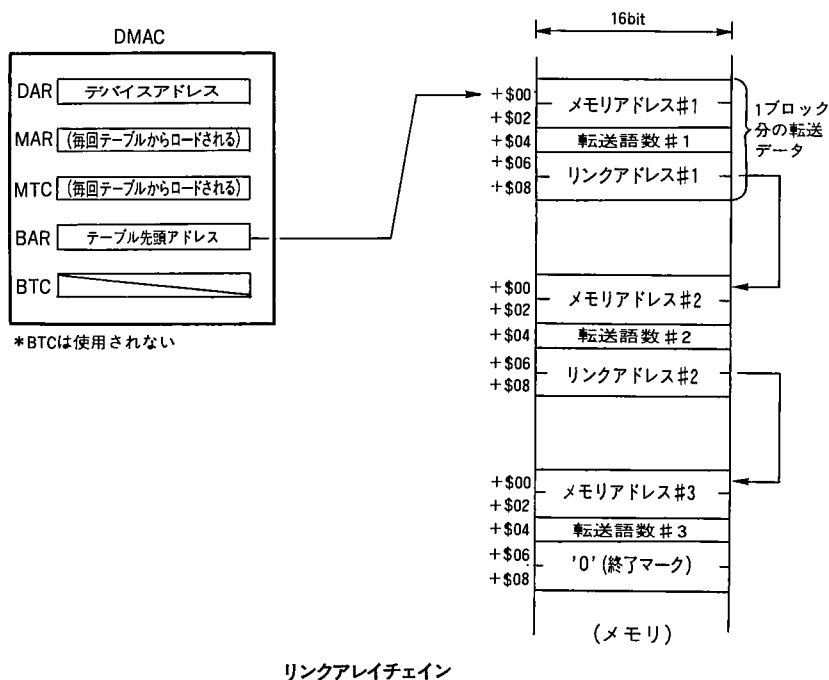 DMAC
DAR デバイスアドレス
MAR (毎回テーブルからロードされる)
MTC (毎回テーブルからロードされる)
BAR テーブル先頭アドレス
BTC
*BTCは使用されない
16bit
+$00
+$02
メモリアドレス#1
+$04 転送語数#1
+$06
+$08
リンクアドレス#1
1ブロック
分の転送
データ
+$00
+$02
メモリアドレス#2
+$04 転送語数#2
+$06
+$08
リンクアドレス#2
+$00
+$02
メモリアドレス#3
+$04 転送語数#3
+$06
+$08
'0'(終了マーク)
(メモリ)
リンクアレイチェイン